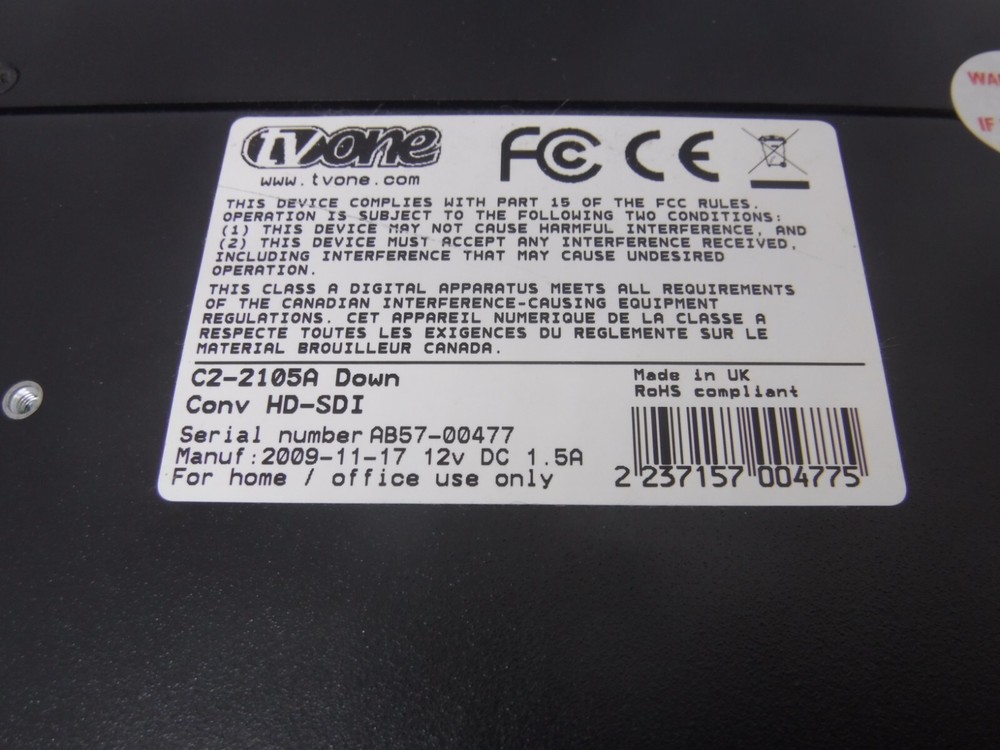 tvone
www.tvone.com
FC CE
THIS DEVICE COMPLIES WITH PART 15 OF THE FCC RULES.
OPERATION IS SUBJECT TO THE FOLLOWING TWO CONDITIONS:
(1) THIS DEVICE MAY NOT CAUSE HARMFUL INTERFERENCE, AND
(2) THIS DEVICE MUST ACCEPT ANY INTERFERENCE RECEIVED,
INCLUDING INTERFERENCE THAT MAY CAUSE UNDESIRED
OPERATION.
THIS CLASS A DIGITAL APPARATUS MEETS ALL REQUIREMENTS
OF THE CANADIAN INTERFERENCE-CAUSING EQUIPMENT
REGULATIONS. CET APPAREIL NUMERIQUE DE LA CLASSE A
RESPECTE TOUTES LES EXIGENCES DU REGLEMENTE SUR LE
MATERIAL BROUILLEUR CANADA.
C2-2105A Down
Conv HD-SDI
Serial number AB57-00477
Manuf:2009-11-17 12v DC 1.5A
For home / office use only
Made in UK
RoHS compliant
2 237157 004775
IF